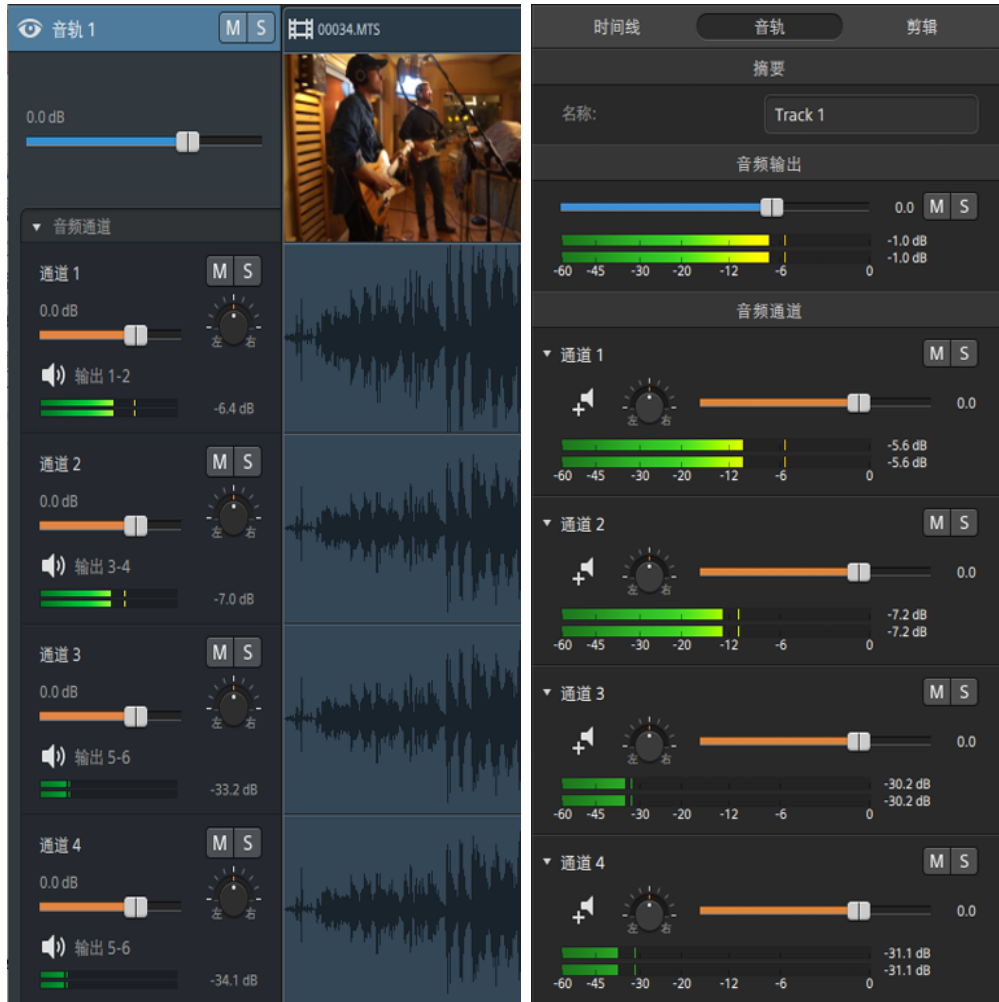 音轨 1
M S
00034.MTS
0.0 dB
音频通道
通道 1
M S
0.0 dB
左 右
输出 1-2
-6.4 dB
通道 2
M S
0.0 dB
左 右
输出 3-4
-7.0 dB
通道 3
M S
0.0 dB
左 右
输出 5-6
-33.2 dB
通道 4
M S
0.0 dB
左 右
输出 5-6
-34.1 dB
时间线 音轨 剪辑
摘要
名称: Track 1
音频输出
0.0 M S
-1.0 dB
-1.0 dB
-60 -45 -30 -20 -12 -6 0
音频通道
通道 1 M S
左 右
0.0
-5.6 dB
-5.6 dB
-60 -45 -30 -20 -12 -6 0
通道 2 M S
左 右
0.0
-7.2 dB
-7.2 dB
-60 -45 -30 -20 -12 -6 0
通道 3 M S
左 右
0.0
-30.2 dB
-30.2 dB
-60 -45 -30 -20 -12 -6 0
通道 4 M S
左 右
0.0
-31.1 dB
-31.1 dB
-60 -45 -30 -20 -12 -6 0